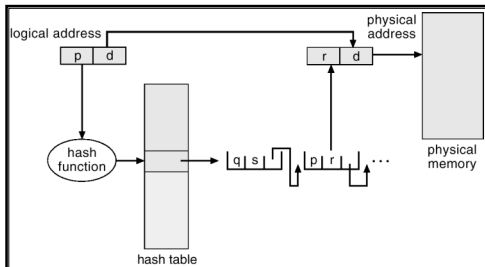 logical address
physical
address
p d
r d
hash
function
q s
p r
...
physical
memory
hash table